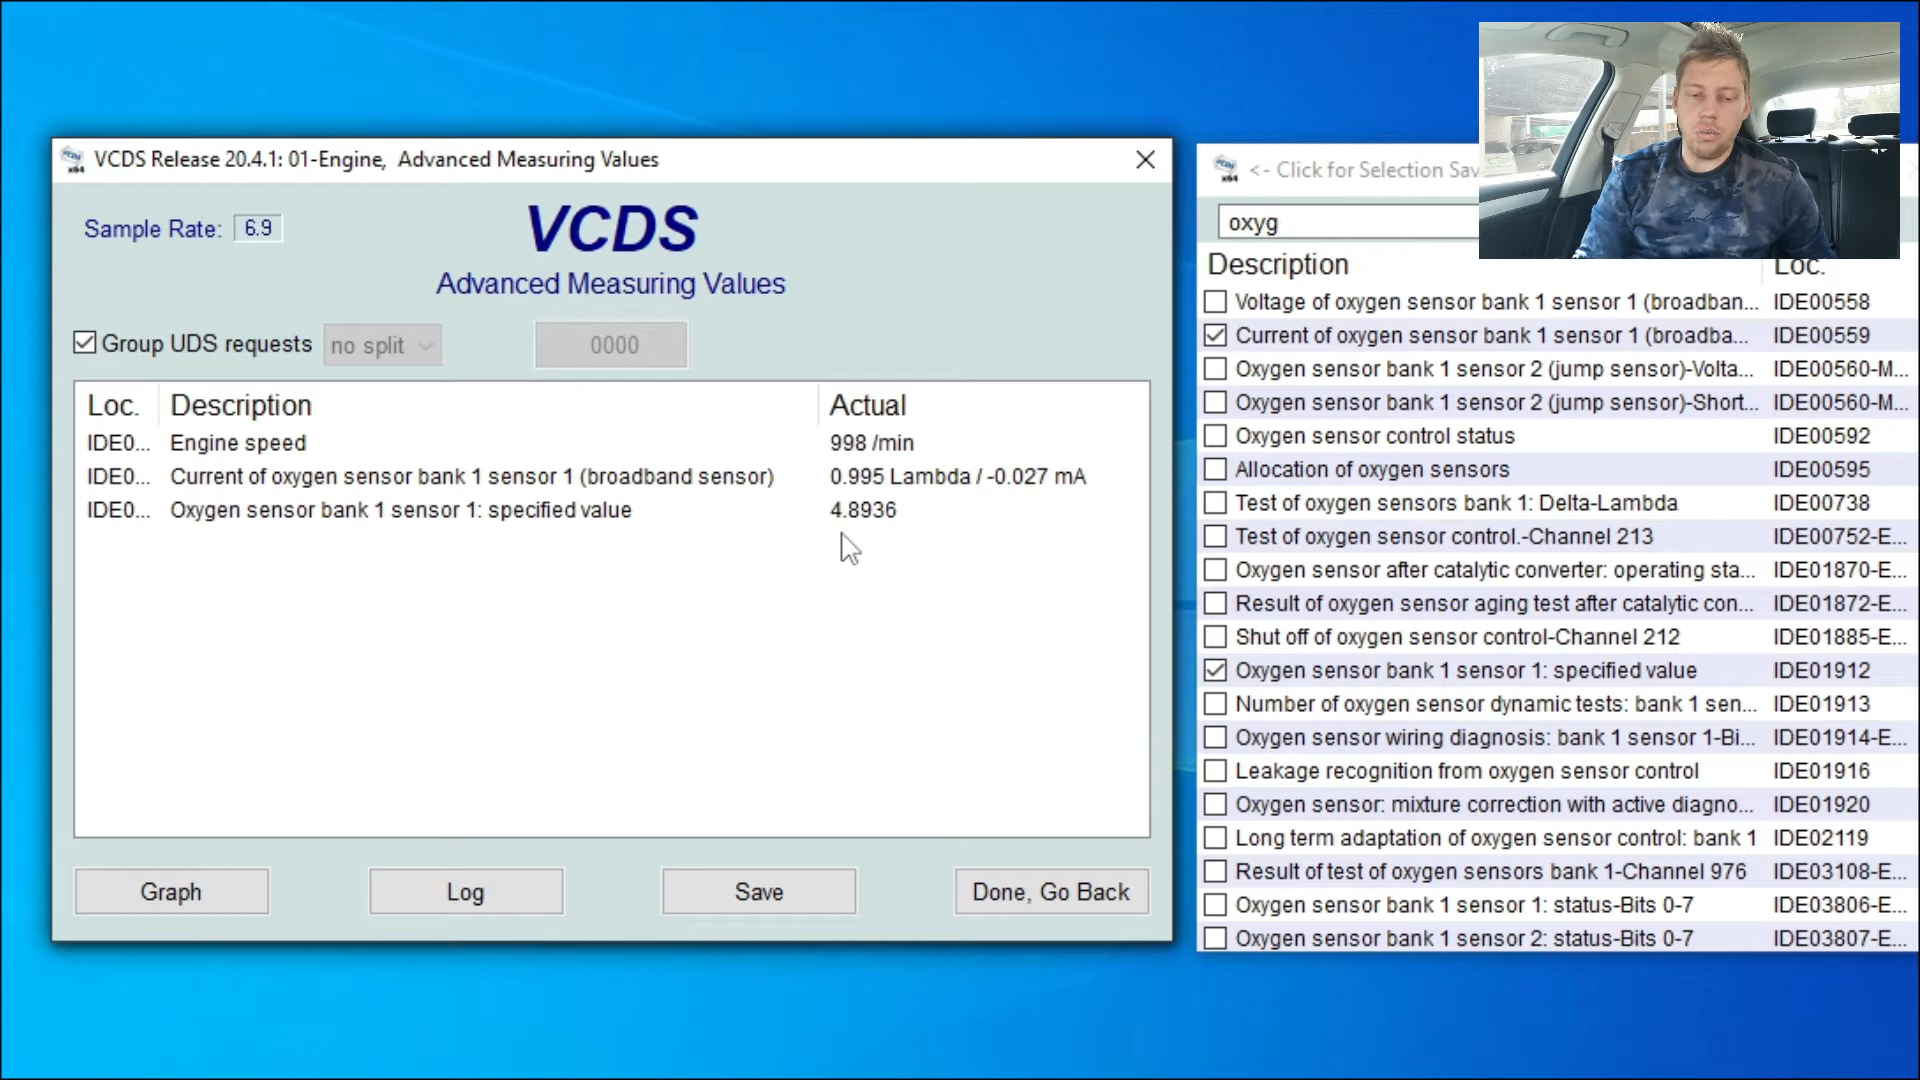 VCDS Release 20.4.1: 01-Engine, Advanced Measuring Values
Sample Rate: 6.9
VCDS
Advanced Measuring Values
Group UDS requests no split 0000
Loc. Description Actual
IDE0... Engine speed 998 /min
IDE0... Current of oxygen sensor bank 1 sensor 1 (broadband sensor) 0.995 Lambda / -0.027 mA
IDE0... Oxygen sensor bank 1 sensor 1: specified value 4.8936
Graph Log Save Done, Go Back
<- Click for Selection Sav
oxyg
Description Loc.
Voltage of oxygen sensor bank 1 sensor 1 (broadban... IDE00558
Current of oxygen sensor bank 1 sensor 1 (broadba... IDE00559
Oxygen sensor bank 1 sensor 2 (jump sensor)-Volta... IDE00560-M...
Oxygen sensor bank 1 sensor 2 (jump sensor)-Short... IDE00560-M...
Oxygen sensor control status IDE00592
Allocation of oxygen sensors IDE00595
Test of oxygen sensors bank 1: Delta-Lambda IDE00738
Test of oxygen sensor control.-Channel 213 IDE00752-E...
Oxygen sensor after catalytic converter: operating sta... IDE01870-E...
Result of oxygen sensor aging test after catalytic con... IDE01872-E...
Shut off of oxygen sensor control-Channel 212 IDE01885-E...
Oxygen sensor bank 1 sensor 1: specified value IDE01912
Number of oxygen sensor dynamic tests: bank 1 sen... IDE01913
Oxygen sensor wiring diagnosis: bank 1 sensor 1-Bi... IDE01914-E...
Leakage recognition from oxygen sensor control IDE01916
Oxygen sensor: mixture correction with active diagno... IDE01920
Long term adaptation of oxygen sensor control: bank 1 IDE02119
Result of test of oxygen sensors bank 1-Channel 976 IDE03108-E...
Oxygen sensor bank 1 sensor 1: status-Bits 0-7 IDE03806-E...
Oxygen sensor bank 1 sensor 2: status-Bits 0-7 IDE03807-E...